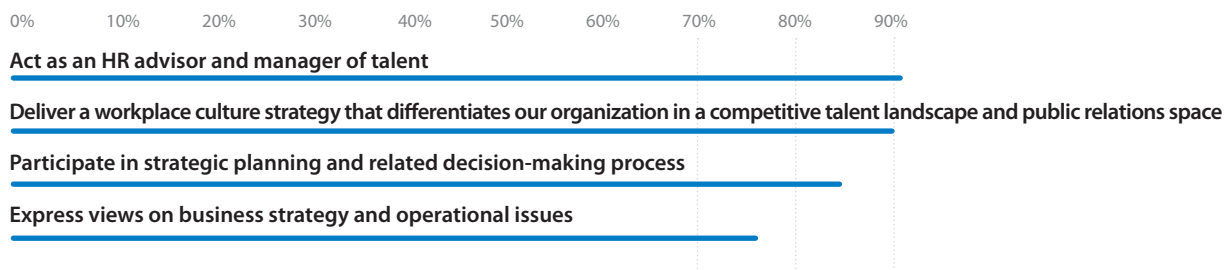 0% 10% 20% 30% 40% 50% 60% 70% 80% 90%
Act as an HR advisor and manager of talent
Deliver a workplace culture strategy that differentiates our organization in a competitive talent landscape and public relations space
Participate in strategic planning and related decision-making process
Express views on business strategy and operational issues